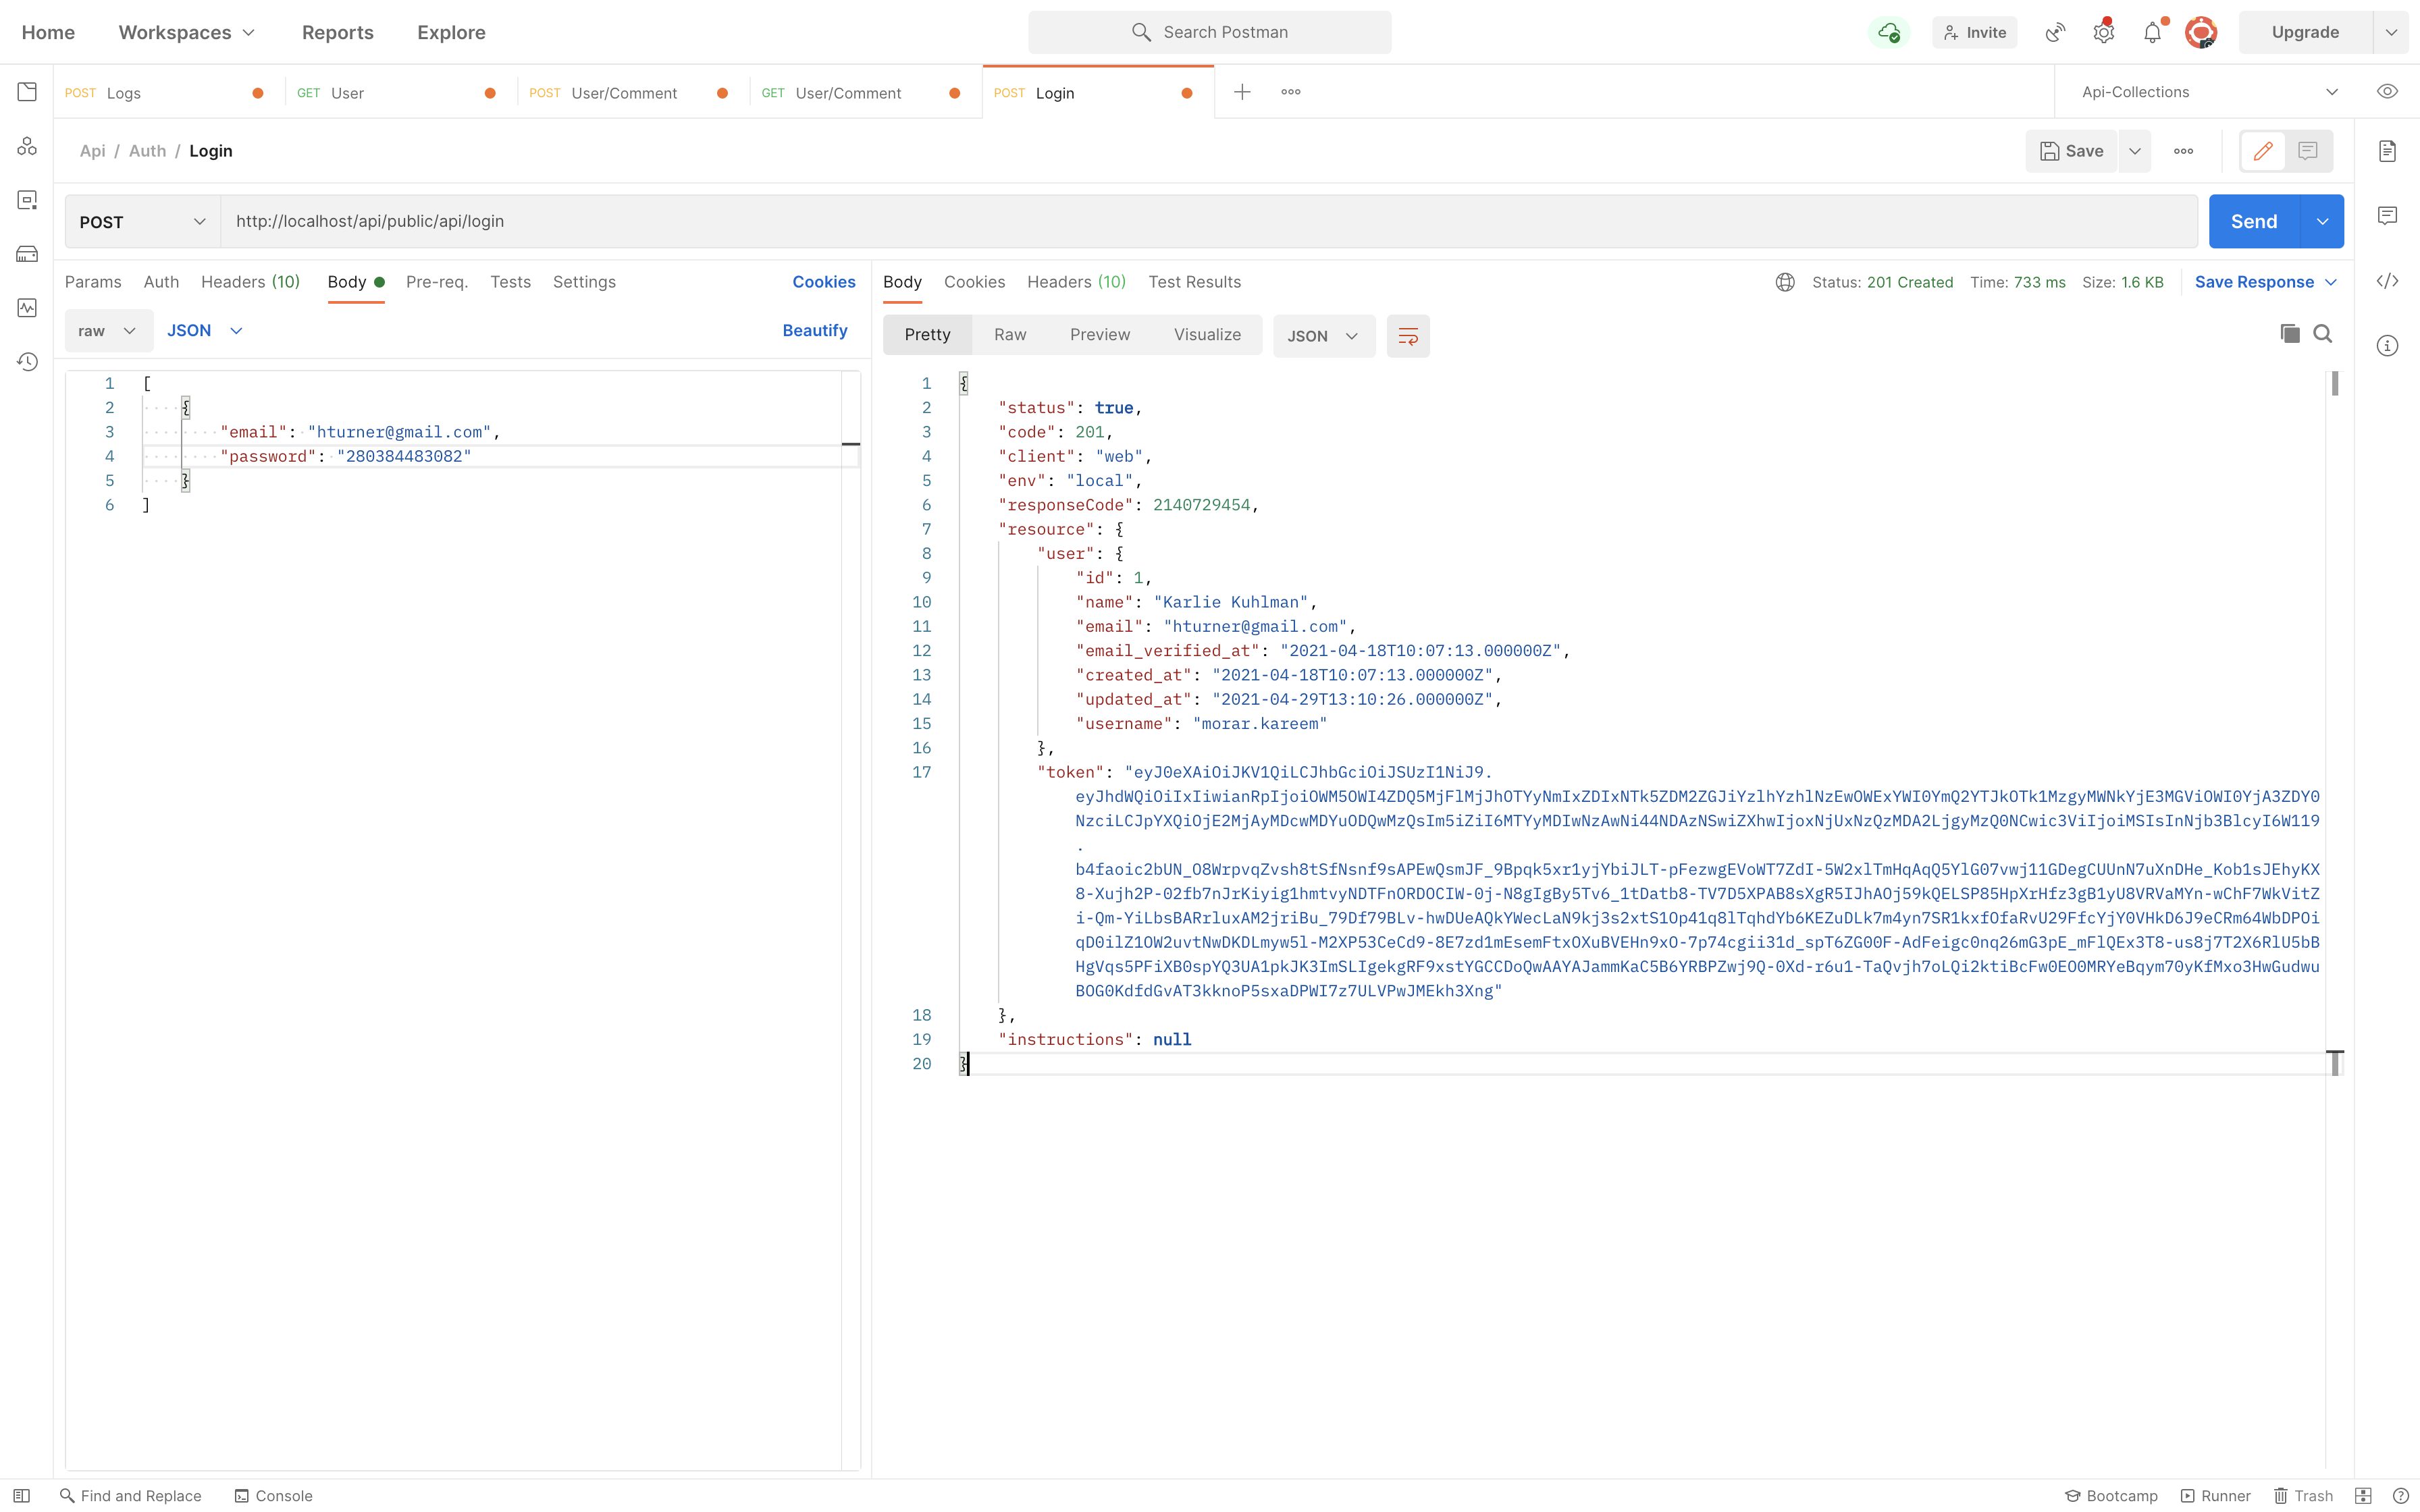 Home Workspaces Reports Explore Search Postman Invite Upgrade
POST Logs GET User POST User/Comment GET User/Comment POST Login Api-Collections
Api / Auth / Login Save
POST http://localhost/api/public/api/login Send
Params Auth Headers (10) Body Pre-req. Tests Settings Cookies
raw JSON Beautify
1 [
2 {
3 "email": "hturner@gmail.com",
4 "password": "280384483082"
5 }
6 ]
Body Cookies Headers (10) Test Results Status: 201 Created Time: 733 ms Size: 1.6 KB Save Response
Pretty Raw Preview Visualize JSON
1 {
2 "status": true,
3 "code": 201,
4 "client": "web",
5 "env": "local",
6 "responseCode": 2140729454,
7 "resource": {
8 "user": {
9 "id": 1,
10 "name": "Karlie Kuhlman",
11 "email": "hturner@gmail.com",
12 "email_verified_at": "2021-04-18T10:07:13.000000Z",
13 "created_at": "2021-04-18T10:07:13.000000Z",
14 "updated_at": "2021-04-29T13:10:26.000000Z",
15 "username": "morar.kareem"
16 },
17 "token": "eyJ0eXAiOiJKV1QiLCJhbGciOiJSUzI1NiJ9.
eyJhdWQiOiIxIiwianRpIjoiOWM5OWI4ZDQ5MjFlMjJhOTYyNmIxZDIxNTk5ZDM2ZGJiYzlhYzhlNzEwOWExYWI0YmQ2YTJkOTk1MzgyMWNkYjE3MGViOWI0YjA3ZDY0
NzciLCJpYXQiOjE2MjAyMDcwMDYuODQwMzQsIm5iZiI6MTYyMDIwNzAwNi44NDAzNSwiZXhwIjoxNjUxNzQzMDA2LjgyMzQ0NCwic3ViIjoiMSIsInNjb3BlcyI6W119
.
b4faoic2bUN_O8WrpvqZvsh8tSfNsnf9sAPEwQsmJF_9Bpqk5xr1yjYbiJLT-pFezwgEVoWT7ZdI-5W2xlTmHqAqQ5YlG07vwj11GDegCUUnN7uXnDHe_Kob1sJEhyKX
8-Xujh2P-02fb7nJrKiyig1hmtvyNDTFnORDOCIW-0j-N8gIgBy5Tv6_1tDatb8-TV7D5XPAB8sXgR5IJhAOj59kQELSP85HpXrHfz3gB1yU8VRVaMYn-wChF7WkVitZ
i-Qm-YiLbsBARrluxAM2jriBu_79Df79BLv-hwDUeAQkYWecLaN9kj3s2xtS1Op41q8lTqhdYb6KEZuDLk7m4yn7SR1kxfOfaRvU29FfcYjY0VHkD6J9eCRm64WbDPOi
qD0ilZ1OW2uvtNwDKDLmyw5l-M2XP53CeCd9-8E7zd1mEsemFtxOXuBVEHn9xO-7p74cgii31d_spT6ZG00F-AdFeigc0nq26mG3pE_mFlQEx3T8-us8j7T2X6RlU5bB
HgVqs5PFiXB0spYQ3UA1pkJK3ImSLIgekgRF9xstYGCCDoQwAAYAJammKaC5B6YRBPZwj9Q-0Xd-r6u1-TaQvjh7oLQi2ktiBcFw0EO0MRYeBqym70yKfMxo3HwGudwu
BOG0KdfdGvAT3kknoP5sxaDPWI7z7ULVPwJMEkh3Xng"
18 },
19 "instructions": null
20 }
Find and Replace Console Bootcamp Runner Trash